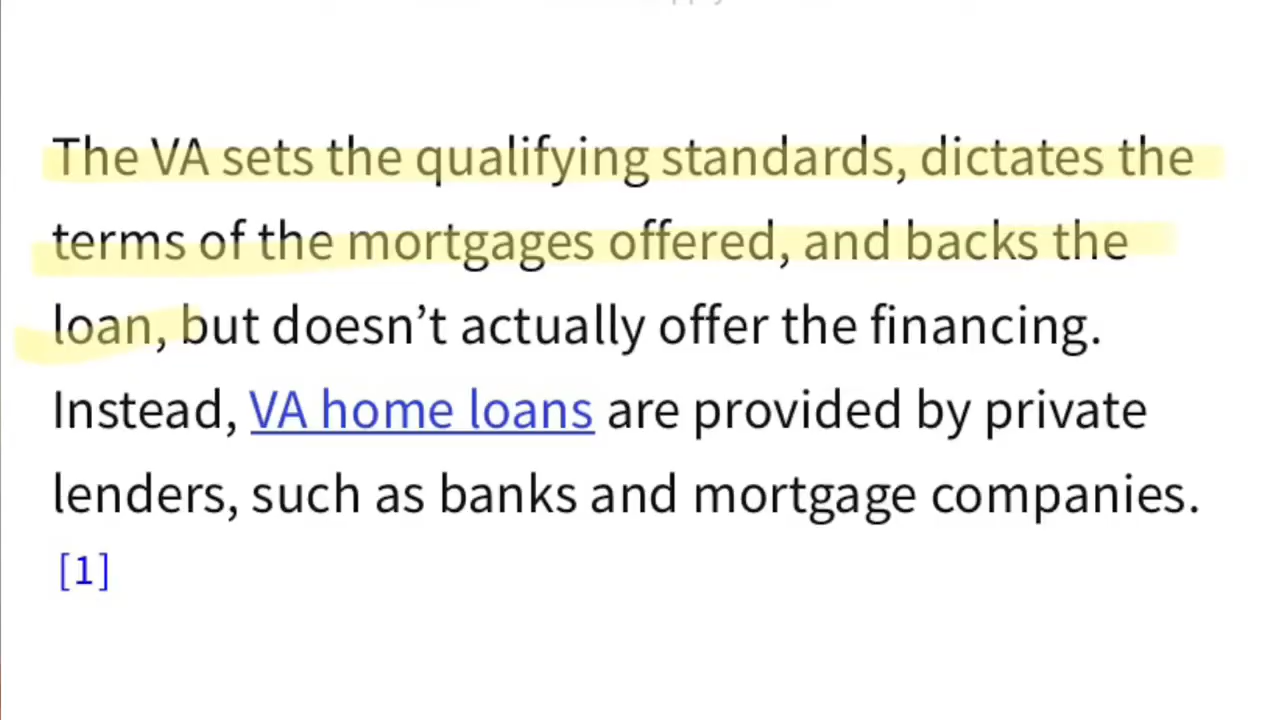 The VA sets the qualifying standards, dictates the
terms of the mortgages offered, and backs the
loan, but doesn’t actually offer the financing.
Instead, VA home loans are provided by private
lenders, such as banks and mortgage companies.
[1]